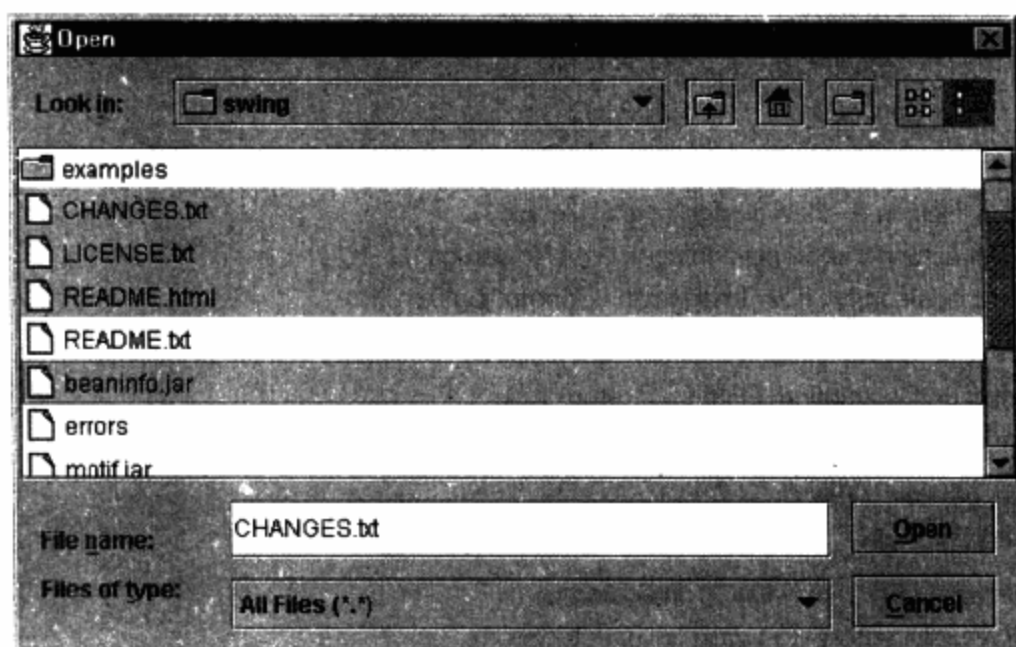 Open
Look in: swing
examples
CHANGES.txt
LICENSE.txt
README.html
README.txt
beaninfo.jar
errors
motif.jar
File name: CHANGES.txt Open
Files of type: All Files (*.*) Cancel